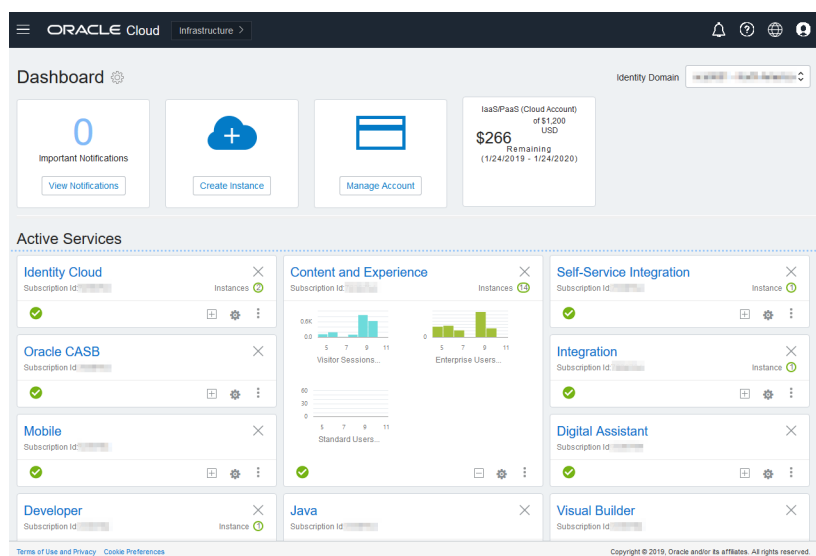 ORACLE Cloud Infrastructure >
Dashboard
Identity Domain
0
Important Notifications
View Notifications
Create Instance
Manage Account
IaaS/PaaS (Cloud Account)
of $1,200
USD
$266
Remaining
(1/24/2019 - 1/24/2020)
Active Services
Identity Cloud
Subscription Id:
Instances 2
Content and Experience
Subscription Id:
Instances 14
0.6K
0.0
5 7 9 11
Visitor Sessions...
6
0
5 7 9 11
Enterprise Users...
60
30
0
5 7 9 11
Standard Users...
Self-Service Integration
Subscription Id:
Instance 1
Oracle CASB
Subscription Id:
Integration
Subscription Id:
Instance 1
Mobile
Subscription Id:
Digital Assistant
Subscription Id:
Developer
Subscription Id:
Instance 1
Java
Subscription Id:
Visual Builder
Subscription Id:
Terms of Use and Privacy Cookie Preferences
Copyright © 2019, Oracle and/or its affiliates. All rights reserved.